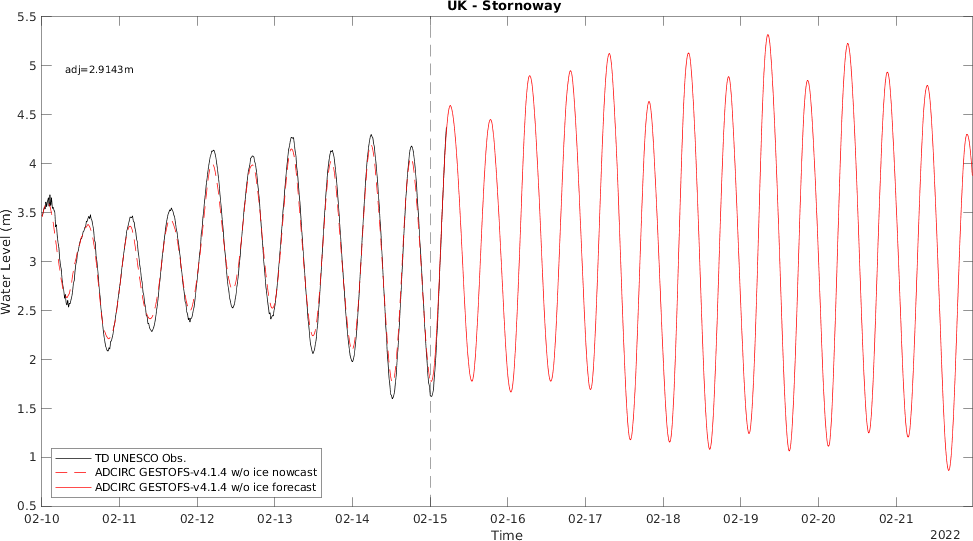 UK - Stornoway
5.5
5
4.5
4
3.5
3
2.5
2
1.5
1
0.5
Water Level (m)
adj=2.9143m
TD UNESCO Obs.
ADCIRC GESTOFS-v4.1.4 w/o ice nowcast
ADCIRC GESTOFS-v4.1.4 w/o ice forecast
02-10 02-11 02-12 02-13 02-14 02-15 02-16 02-17 02-18 02-19 02-20 02-21
Time
2022